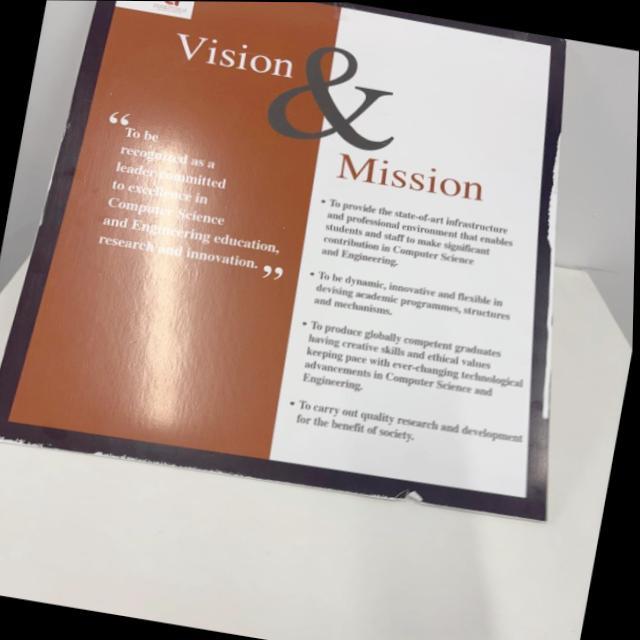 Vision
&
Mission
“To be
recognized as a
leader committed
to excellence in
Computer Science
and Engineering education,
research and innovation.”
• To provide the state-of-art infrastructure
and professional environment that enables
students and staff to make significant
contribution in Computer Science
and Engineering.
• To be dynamic, innovative and flexible in
devising academic programmes, structures
and mechanisms.
• To produce globally competent graduates
having creative skills and ethical values
keeping pace with ever-changing technological
advancements in Computer Science and
Engineering.
• To carry out quality research and development
for the benefit of society.